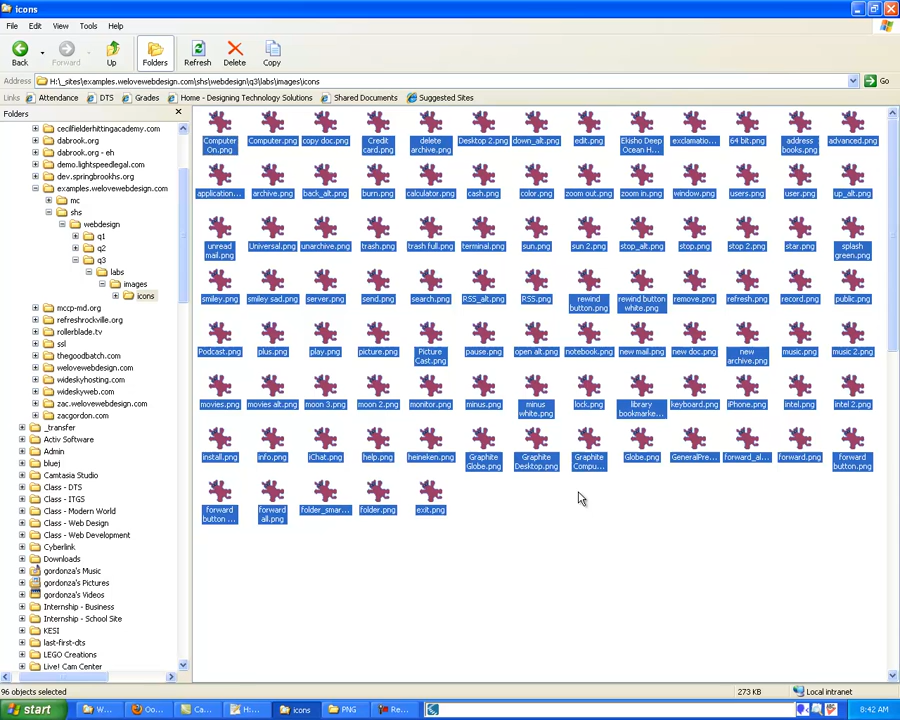 icons
File Edit View Tools Help
Back Forward Up Folders Refresh Delete Copy
Address H:\_sites\examples.welovewebdesign.com\shs\webdesign\q3\labs\images\icons Go
Links Attendance DTS Grades Home - Designing Technology Solutions Shared Documents Suggested Sites
Folders
cecilfielderhittingacademy.com
dabrook.org
dabrook.org - eh
demo.lightspeedlegal.com
dev.springbrookhs.org
examples.welovewebdesign.com
mc
shs
webdesign
q1
q2
q3
labs
images
icons
mccp-md.org
refreshrockville.org
rollerblade.tv
ssl
thegoodbatch.com
welovewebdesign.com
wideskyhosting.com
wideskyweb.com
zac.welovewebdesign.com
zacgordon.com
_transfer
Activ Software
Admin
bluej
Camtasia Studio
Class - DTS
Class - ITGS
Class - Modern World
Class - Web Design
Class - Web Development
Cyberlink
Downloads
gordonza's Music
gordonza's Pictures
gordonza's Videos
Internship - Business
Internship - School Site
KESI
last-first-dts
LEGO Creations
Live! Cam Center
Computer On.png Computer.png copy doc.png Credit card.png delete archive.png Desktop 2.png down_alt.png edit.png Ekisho Deep Ocean H... exclamatio... 64 bit.png address books.png advanced.png
application... archive.png back_alt.png burn.png calculator.png cash.png color.png zoom out.png zoom in.png window.png users.png user.png up_alt.png
unread mail.png Universal.png unarchive.png trash.png trash full.png terminal.png sun.png sun 2.png stop_alt.png stop.png stop 2.png star.png splash green.png
smiley.png smiley sad.png server.png send.png search.png RSS_alt.png RSS.png rewind button.png rewind button white.png remove.png refresh.png record.png public.png
Podcast.png plus.png play.png picture.png Picture Cast.png pause.png open alt.png notebook.png new mail.png new doc.png new archive.png music.png music 2.png
movies.png movies alt.png moon 3.png moon 2.png monitor.png minus.png minus white.png lock.png library bookmarke... keyboard.png iPhone.png intel.png intel 2.png
install.png info.png iChat.png help.png heineken.png Graphite Globe.png Graphite Desktop.png Graphite Compu... Globe.png GeneralPre... forward_al... forward.png forward button.png
forward button ... forward all.png folder_smar... folder.png exit.png
96 objects selected 273 KB Local intranet
start W... Oo... Ca... H:... icons PNG Re... 8:42 AM